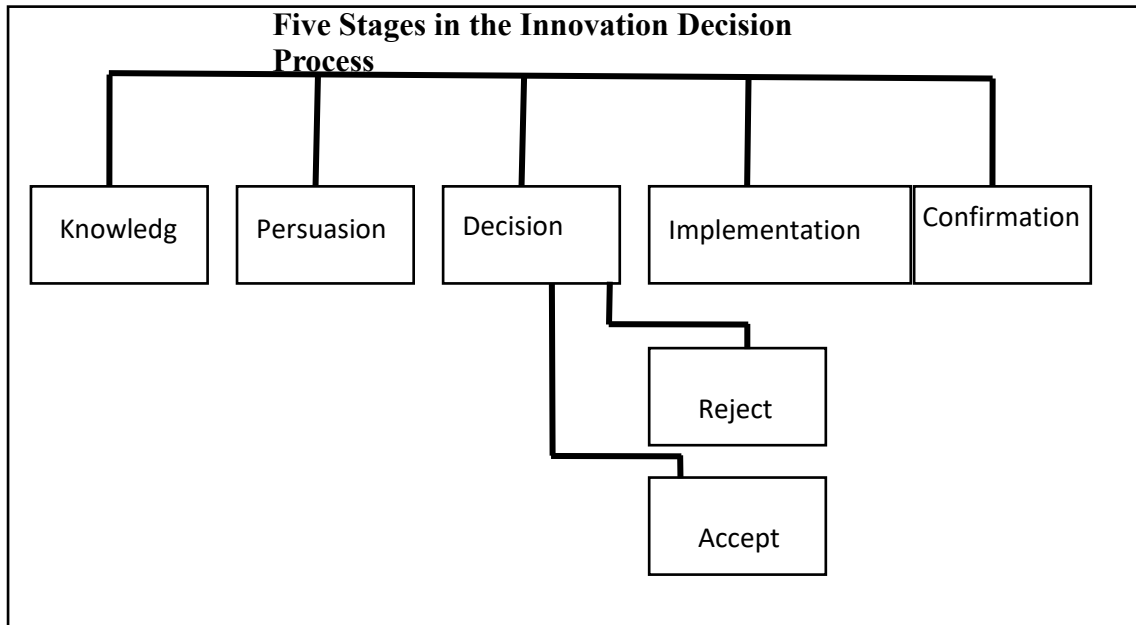 Five Stages in the Innovation Decision
Process
Knowledg
Persuasion
Decision
Implementation
Confirmation
Reject
Accept